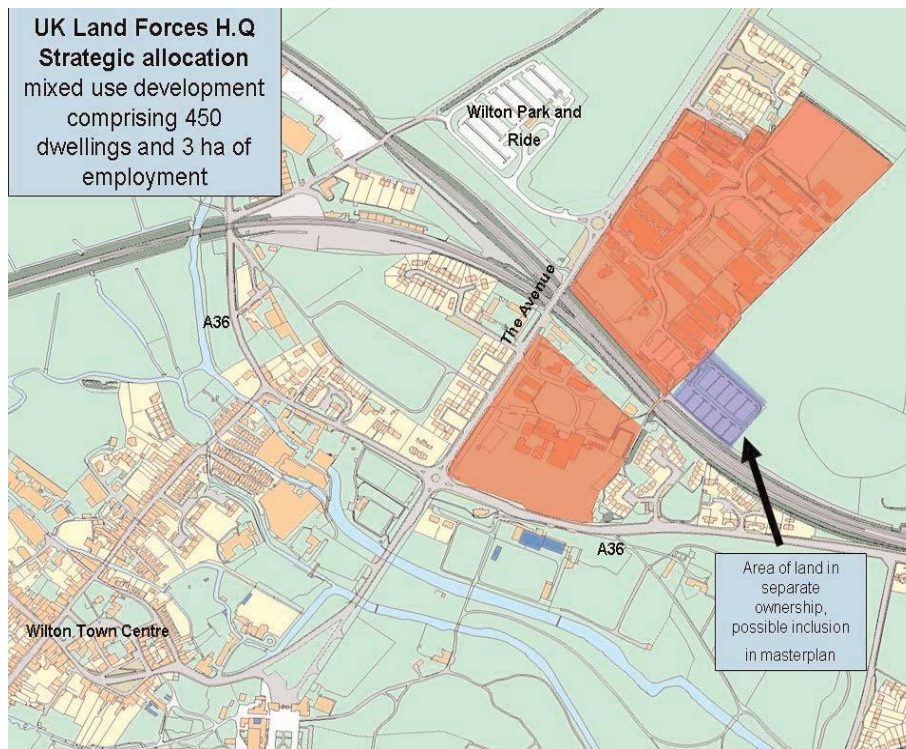 UK Land Forces H.Q
Strategic allocation
mixed use development
comprising 450
dwellings and 3 ha of
employment
Wilton Park and
Ride
The Avenue
A36
A36
Wilton Town Centre
Area of land in
separate
ownership,
possible inclusion
in masterplan